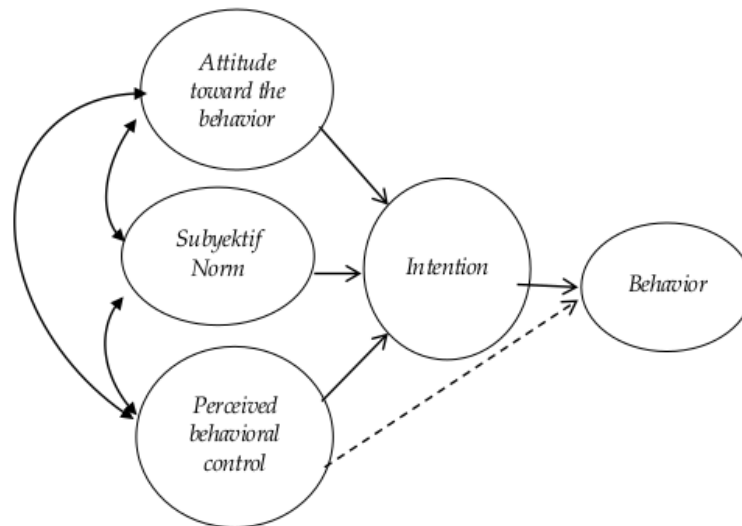 Attitude
toward the
behavior
Subyektif
Norm
Intention
Behavior
Perceived
behavioral
control